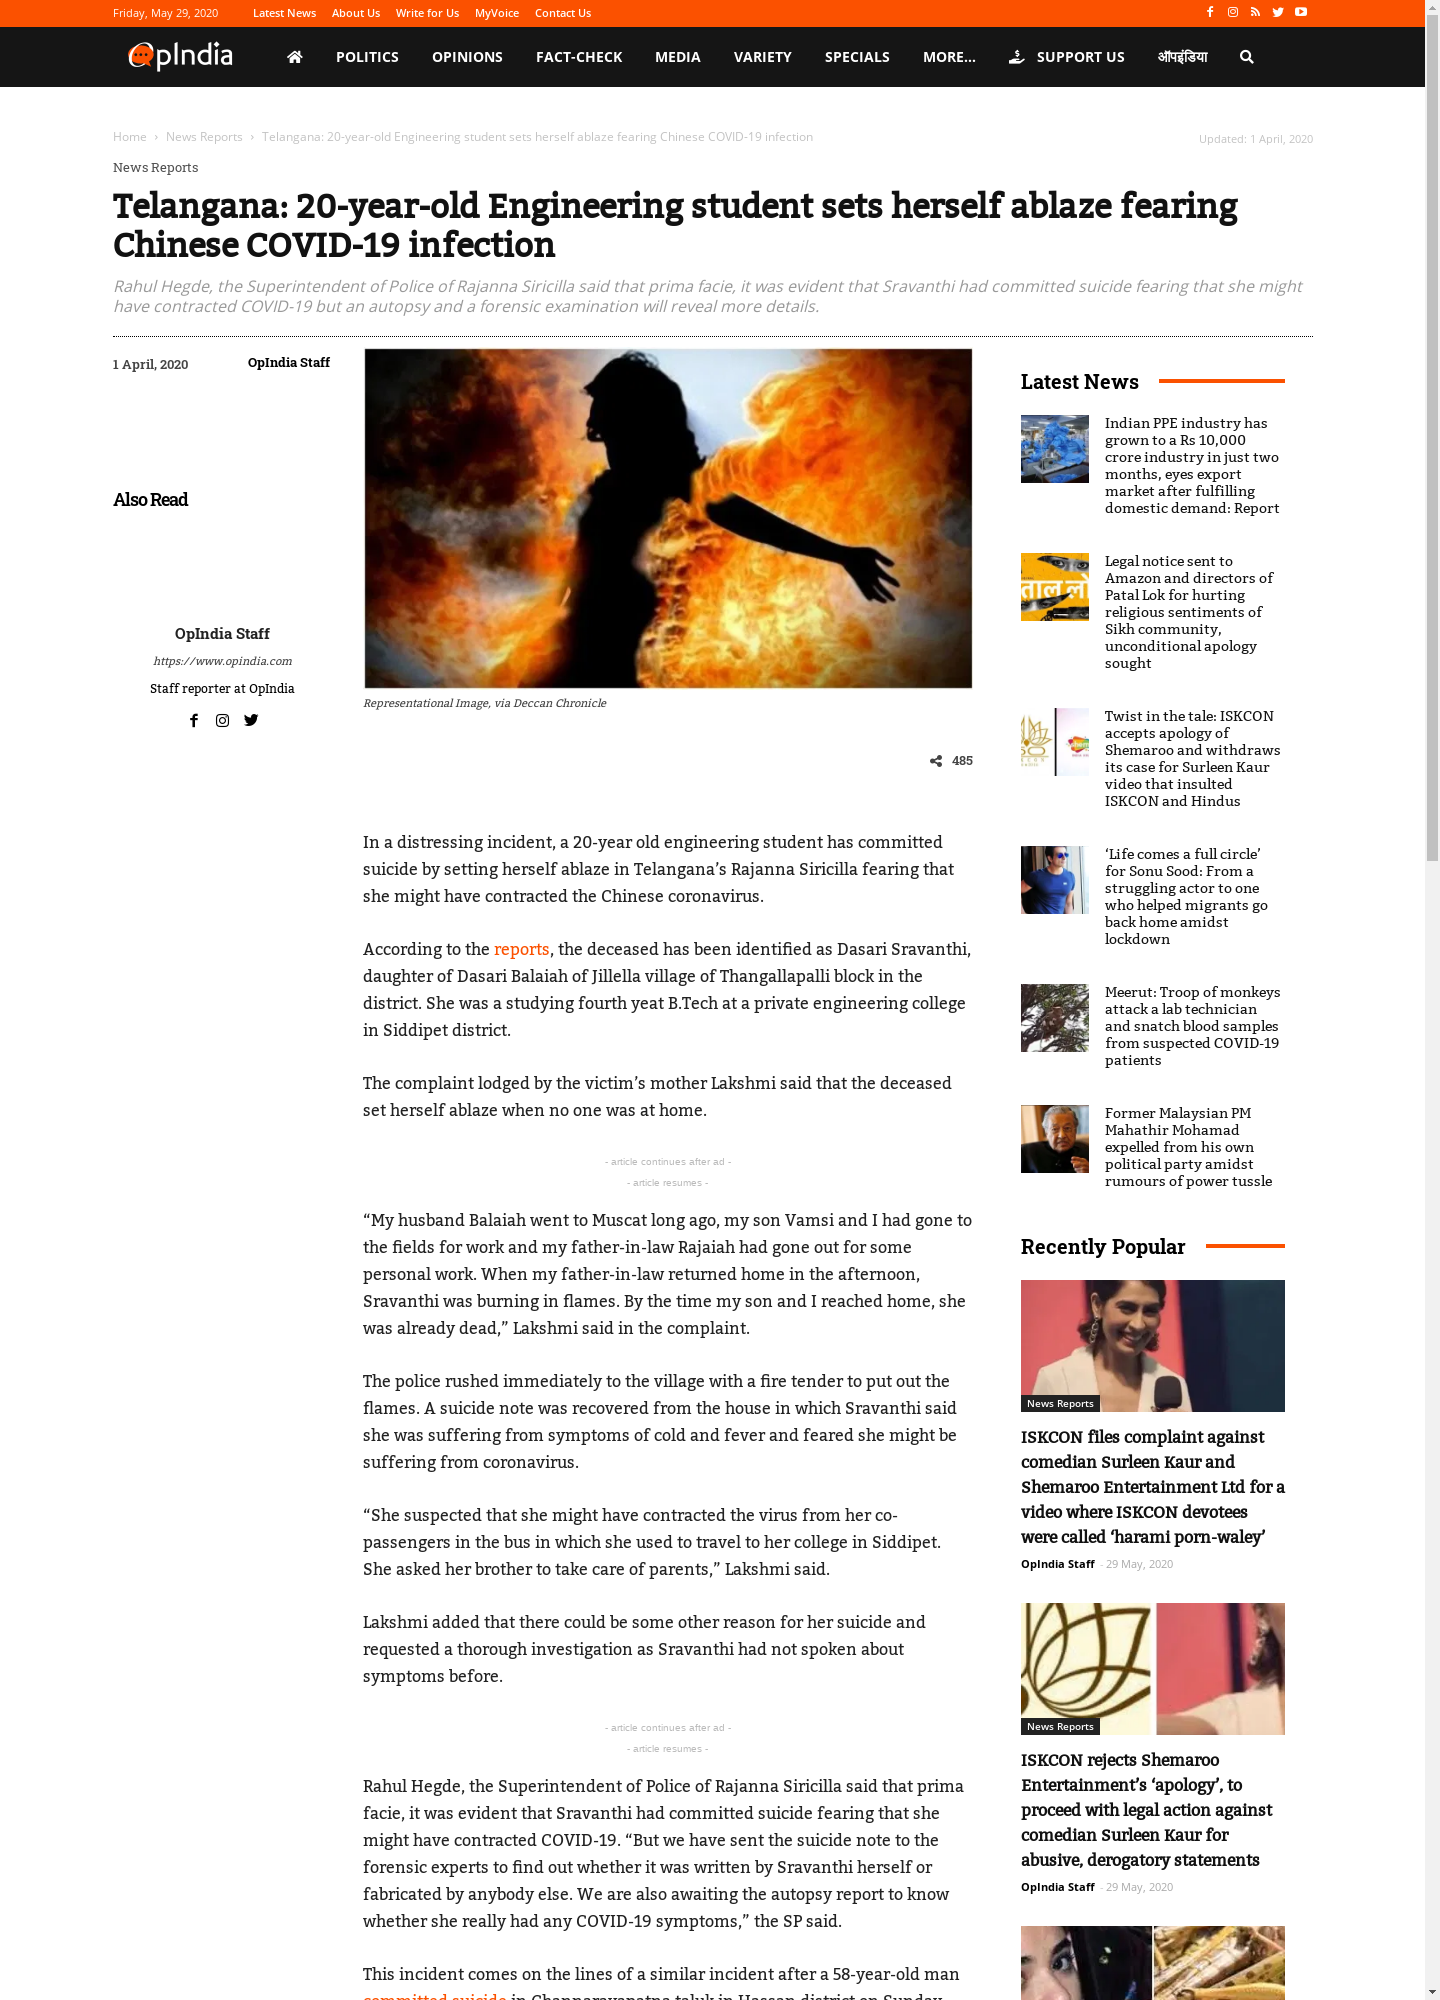 Friday, May 29, 2020 Latest News About Us Write for Us MyVoice Contact Us
OpIndia POLITICS OPINIONS FACT-CHECK MEDIA VARIETY SPECIALS MORE... SUPPORT US ऑपइंडिया
Home › News Reports › Telangana: 20-year-old Engineering student sets herself ablaze fearing Chinese COVID-19 infection
Updated: 1 April, 2020
News Reports
Telangana: 20-year-old Engineering student sets herself ablaze fearing
Chinese COVID-19 infection
Rahul Hegde, the Superintendent of Police of Rajanna Siricilla said that prima facie, it was evident that Sravanthi had committed suicide fearing that she might
have contracted COVID-19 but an autopsy and a forensic examination will reveal more details.
1 April, 2020 OpIndia Staff
Also Read
OpIndia Staff
https://www.opindia.com
Staff reporter at OpIndia
Representational Image, via Deccan Chronicle
485
In a distressing incident, a 20-year old engineering student has committed
suicide by setting herself ablaze in Telangana’s Rajanna Siricilla fearing that
she might have contracted the Chinese coronavirus.
According to the reports, the deceased has been identified as Dasari Sravanthi,
daughter of Dasari Balaiah of Jillella village of Thangallapalli block in the
district. She was a studying fourth yeat B.Tech at a private engineering college
in Siddipet district.
The complaint lodged by the victim’s mother Lakshmi said that the deceased
set herself ablaze when no one was at home.
- article continues after ad -
- article resumes -
“My husband Balaiah went to Muscat long ago, my son Vamsi and I had gone to
the fields for work and my father-in-law Rajaiah had gone out for some
personal work. When my father-in-law returned home in the afternoon,
Sravanthi was burning in flames. By the time my son and I reached home, she
was already dead,” Lakshmi said in the complaint.
The police rushed immediately to the village with a fire tender to put out the
flames. A suicide note was recovered from the house in which Sravanthi said
she was suffering from symptoms of cold and fever and feared she might be
suffering from coronavirus.
“She suspected that she might have contracted the virus from her co-
passengers in the bus in which she used to travel to her college in Siddipet.
She asked her brother to take care of parents,” Lakshmi said.
Lakshmi added that there could be some other reason for her suicide and
requested a thorough investigation as Sravanthi had not spoken about
symptoms before.
- article continues after ad -
- article resumes -
Rahul Hegde, the Superintendent of Police of Rajanna Siricilla said that prima
facie, it was evident that Sravanthi had committed suicide fearing that she
might have contracted COVID-19. “But we have sent the suicide note to the
forensic experts to find out whether it was written by Sravanthi herself or
fabricated by anybody else. We are also awaiting the autopsy report to know
whether she really had any COVID-19 symptoms,” the SP said.
This incident comes on the lines of a similar incident after a 58-year-old man
committed suicide in Channarayapatna taluk in Hassan district on Sunday
Latest News
Indian PPE industry has
grown to a Rs 10,000
crore industry in just two
months, eyes export
market after fulfilling
domestic demand: Report
Legal notice sent to
Amazon and directors of
Patal Lok for hurting
religious sentiments of
Sikh community,
unconditional apology
sought
Twist in the tale: ISKCON
accepts apology of
Shemaroo and withdraws
its case for Surleen Kaur
video that insulted
ISKCON and Hindus
‘Life comes a full circle’
for Sonu Sood: From a
struggling actor to one
who helped migrants go
back home amidst
lockdown
Meerut: Troop of monkeys
attack a lab technician
and snatch blood samples
from suspected COVID-19
patients
Former Malaysian PM
Mahathir Mohamad
expelled from his own
political party amidst
rumours of power tussle
Recently Popular
News Reports
ISKCON files complaint against
comedian Surleen Kaur and
Shemaroo Entertainment Ltd for a
video where ISKCON devotees
were called ‘harami porn-waley’
OpIndia Staff - 29 May, 2020
News Reports
ISKCON rejects Shemaroo
Entertainment’s ‘apology’, to
proceed with legal action against
comedian Surleen Kaur for
abusive, derogatory statements
OpIndia Staff - 29 May, 2020